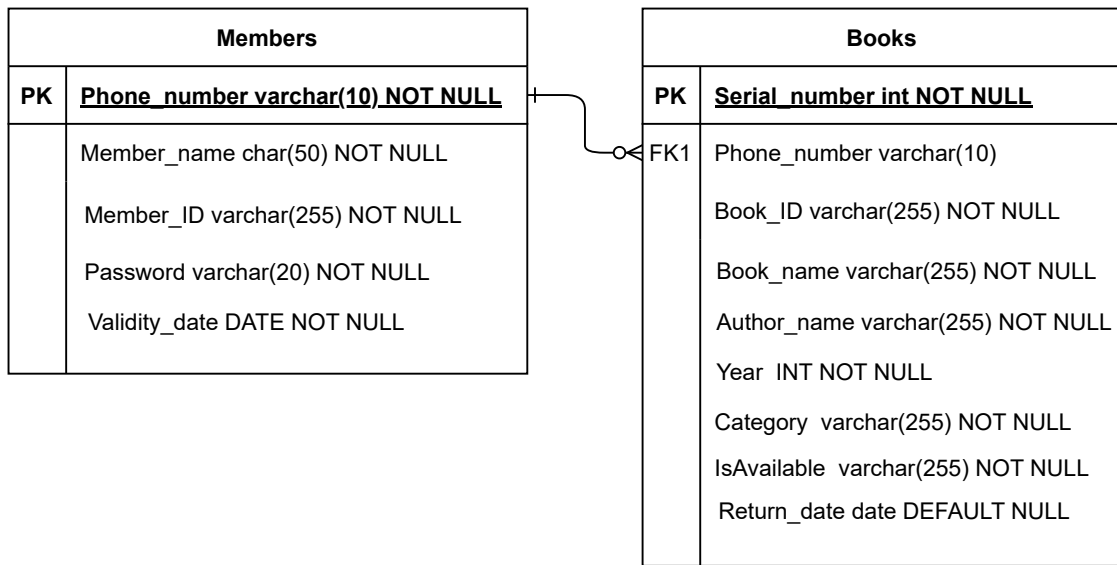 Members
PK Phone_number varchar(10) NOT NULL
Member_name char(50) NOT NULL
Member_ID varchar(255) NOT NULL
Password varchar(20) NOT NULL
Validity_date DATE NOT NULL
Books
PK Serial_number int NOT NULL
FK1 Phone_number varchar(10)
Book_ID varchar(255) NOT NULL
Book_name varchar(255) NOT NULL
Author_name varchar(255) NOT NULL
Year INT NOT NULL
Category varchar(255) NOT NULL
IsAvailable varchar(255) NOT NULL
Return_date date DEFAULT NULL